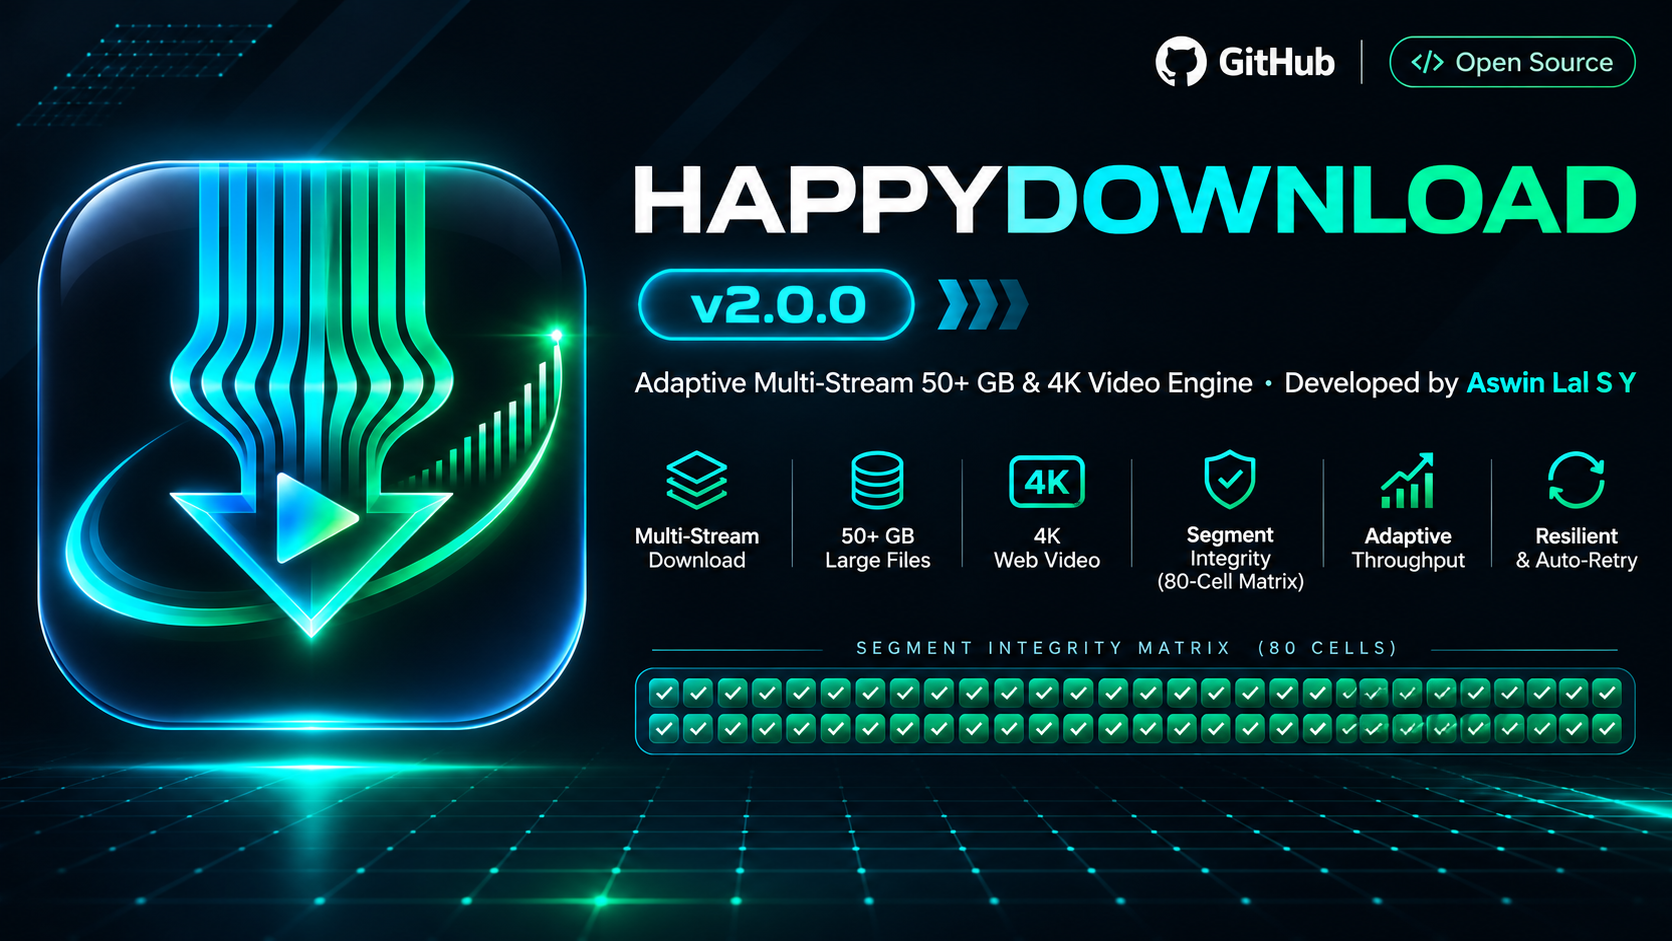 GitHub
</> Open Source
HAPPYDOWNLOAD
v2.0.0
Adaptive Multi-Stream 50+ GB & 4K Video Engine • Developed by Aswin Lal S Y
4K
Multi-Stream
Download
50+ GB
Large Files
4K
Web Video
Segment
Integrity
(80-Cell Matrix)
Adaptive
Throughput
Resilient
& Auto-Retry
SEGMENT INTEGRITY MATRIX (80 CELLS)